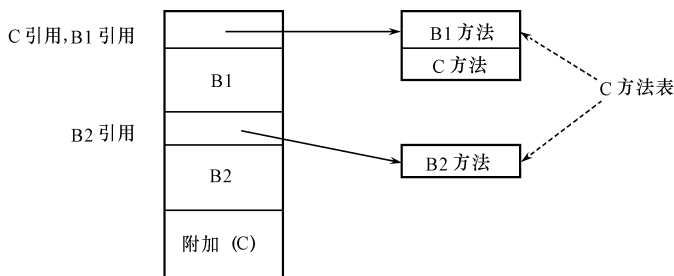 C 引用,B1 引用
B1 方法
C 方法
B1
C 方法表
B2 引用
B2 方法
B2
附加 (C)